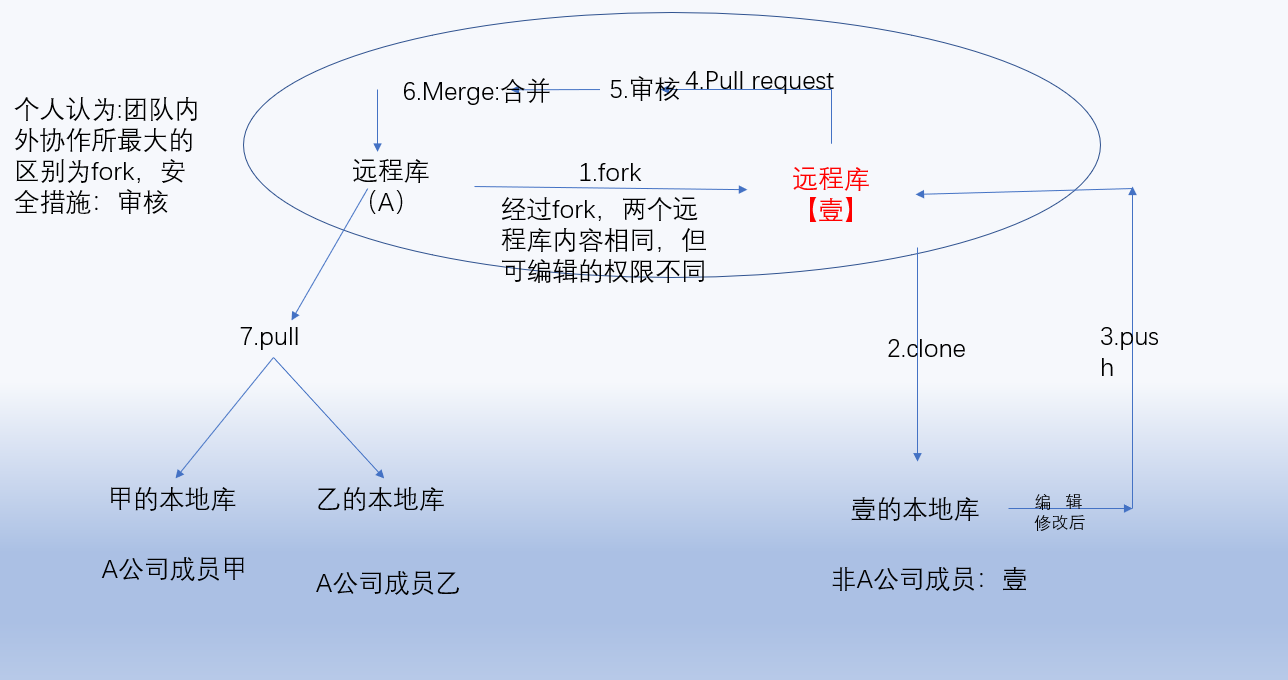 6.Merge:合并
5.审核
4.Pull request
个人认为:团队内
外协作所最大的
区别为fork，安
全措施：审核
远程库
（A）
1.fork
经过fork，两个远
程库内容相同，但
可编辑的权限不同
远程库
【壹】
7.pull
2.clone
3.pus
h
甲的本地库
乙的本地库
壹的本地库
编 辑
修改后
A公司成员甲
A公司成员乙
非A公司成员：壹